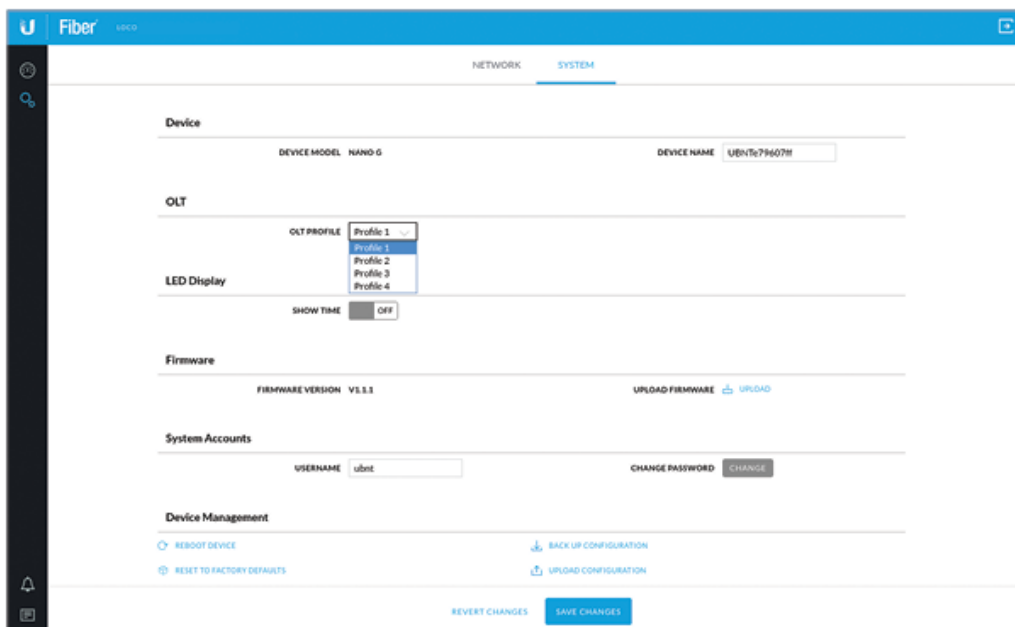 U Fiber LOCO
NETWORK SYSTEM
Device
DEVICE MODEL NANO G DEVICE NAME UBNTe79607ff
OLT
OLT PROFILE Profile 1
Profile 1
Profile 2
Profile 3
Profile 4
LED Display
SHOW TIME OFF
Firmware
FIRMWARE VERSION V1.1.1 UPLOAD FIRMWARE UPLOAD
System Accounts
USERNAME ubnt CHANGE PASSWORD CHANGE
Device Management
REBOOT DEVICE BACK UP CONFIGURATION
RESET TO FACTORY DEFAULTS UPLOAD CONFIGURATION
REVERT CHANGES SAVE CHANGES